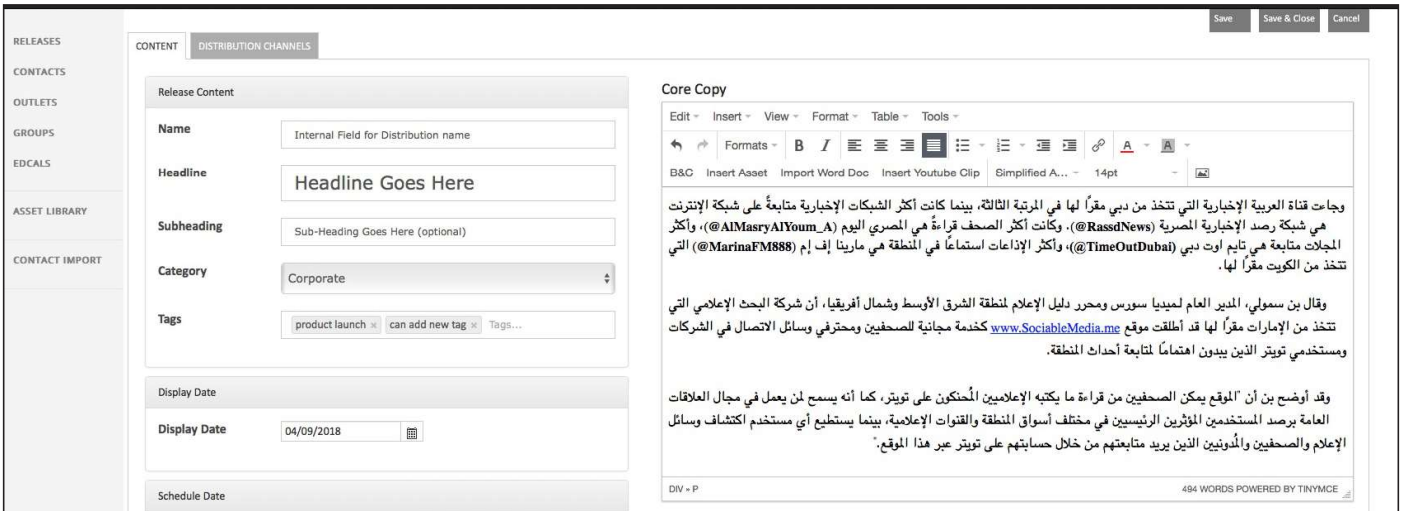 Save Save & Close Cancel
RELEASES
CONTACTS
OUTLETS
GROUPS
EDCALS
ASSET LIBRARY
CONTACT IMPORT
CONTENT DISTRIBUTION CHANNELS
Release Content
Name Internal Field for Distribution name
Headline Headline Goes Here
Subheading Sub-Heading Goes Here (optional)
Category Corporate
Tags product launch × can add new tag × Tags...
Display Date
Display Date 04/09/2018
Schedule Date
Core Copy
Edit Insert View Format Table Tools
Formats B I A A
B&C Insert Asset Import Word Doc Insert Youtube Clip Simplified A... 14pt
وجاءت قناة العربية الإخبارية التي تتخذ من دبي مقرًا لها في المرتبة الثالثة، بينما كانت أكثر الشبكات الإخبارية متابعةً على شبكة الإنترنت
هي شبكة رصد الإخبارية المصرية (RassdNews@). وكانت أكثر الصحف قراءةً هي المصري اليوم (AlMasryAlYoum_A@)، وأكثر
المجلات متابعة هي تايم اوت دبي (TimeOutDubai@)، وأكثر الإذاعات استماعًا في المنطقة هي مارينا إف إم (MarinaFM888@) التي
تتخذ من الكويت مقرًا لها.
وقال بن سمولي، المدير العام لميديا سورس ومحرر دليل الإعلام لمنطقة الشرق الأوسط وشمال أفريقيا، أن شركة البحث الإعلامي التي
تتخذ من الإمارات مقرًا لها قد أطلقت موقع www.SociableMedia.me كخدمة مجانية للصحفيين ومحترفي وسائل الاتصال في الشركات
ومستخدمي تويتر الذين يبدون اهتمامًا لمتابعة أحداث المنطقة.
وقد أوضح بن أن "الموقع يمكن الصحفيين من قراءة ما يكتبه الإعلاميين المُحنكون على تويتر، كما أنه يسمح لمن يعمل في مجال العلاقات
العامة برصد المستخدمين المؤثرين الرئيسيين في مختلف أسواق المنطقة والقنوات الإعلامية، بينما يستطيع أي مستخدم اكتشاف وسائل
الإعلام والصحفيين والمُدونيين الذين يريد متابعتهم من خلال حسابتهم على تويتر عبر هذا الموقع."
DIV » P 494 WORDS POWERED BY TINYMCE